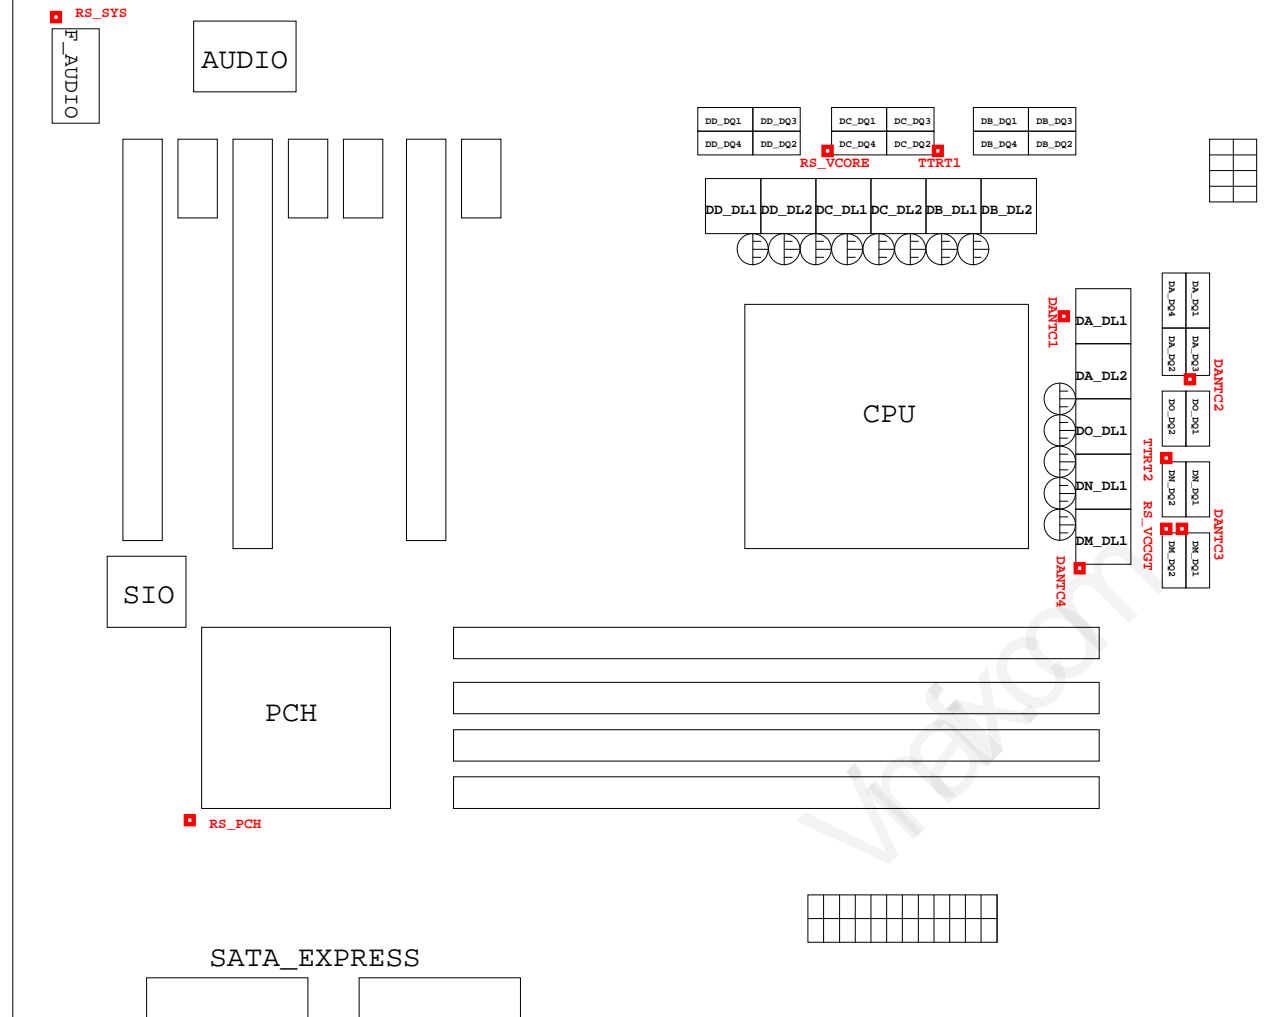 RS_SYS
F_AUDIO
AUDIO
DD_DQ1 DD_DQ3
DD_DQ4 DD_DQ2
DC_DQ1 DC_DQ3
DC_DQ4 DC_DQ2
DB_DQ1 DB_DQ3
DB_DQ4 DB_DQ2
RS_VCORE
TTRT1
DD_DL1 DD_DL2 DC_DL1 DC_DL2 DB_DL1 DB_DL2
DANTC1
DA_DL1
DA_DL2
DO_DL1
DN_DL1
DM_DL1
DA_DQ4
DA_DQ1
DA_DQ2
DA_DQ3
DANTC2
DO_DQ2
DO_DQ1
TTRT2
DN_DQ2
DN_DQ1
RS_VCCGT
DANTC3
DM_DQ2
DM_DQ1
DANTC4
CPU
SIO
PCH
RS_PCH
SATA_EXPRESS
Vinafix.com